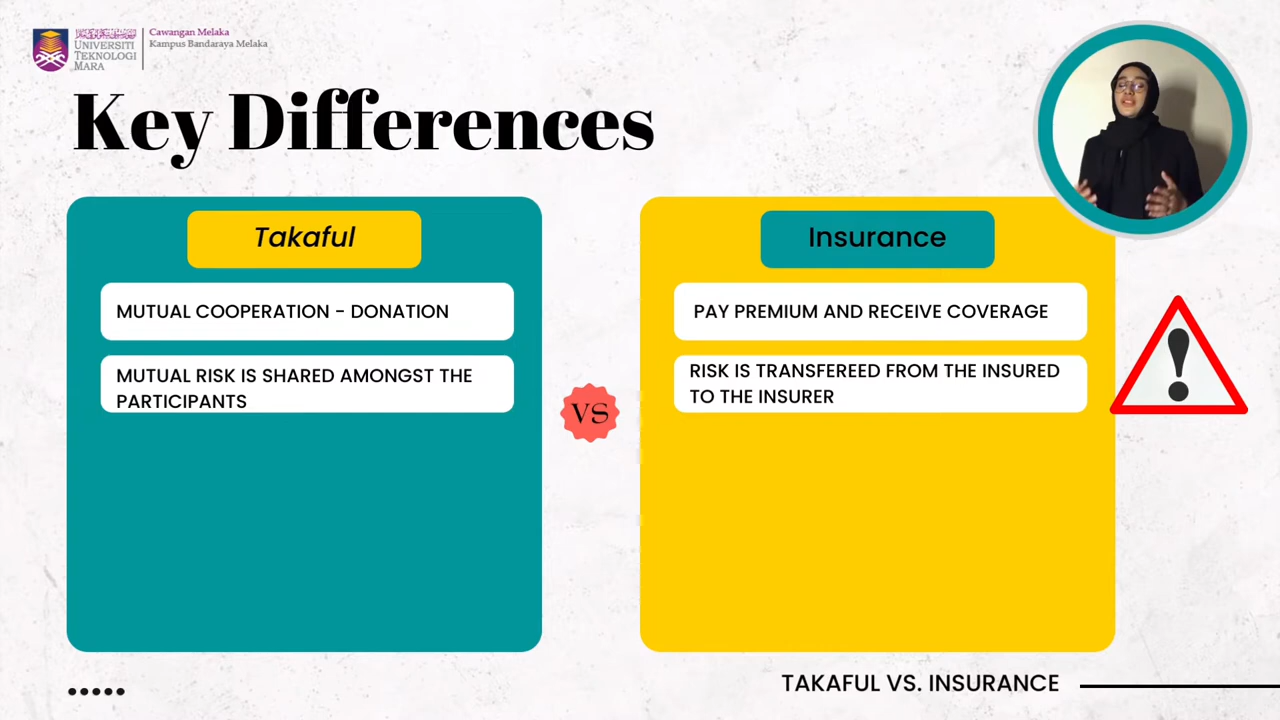 UNIVERSITI
TEKNOLOGI
MARA
Cawangan Melaka
Kampus Bandaraya Melaka
Key Differences
Takaful
MUTUAL COOPERATION - DONATION
MUTUAL RISK IS SHARED AMONGST THE
PARTICIPANTS
VS
Insurance
PAY PREMIUM AND RECEIVE COVERAGE
RISK IS TRANSFEREED FROM THE INSURED
TO THE INSURER
TAKAFUL VS. INSURANCE